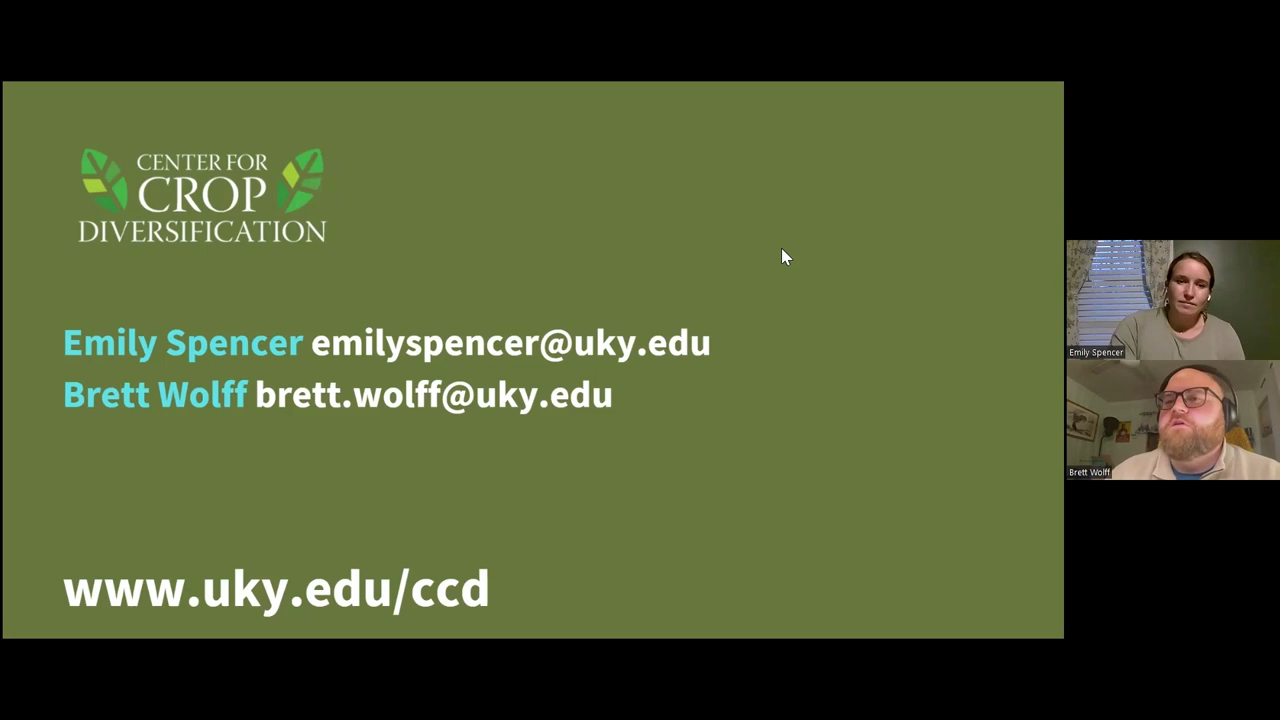 CENTER FOR
CROP
DIVERSIFICATION
Emily Spencer emilyspencer@uky.edu
Brett Wolff brett.wolff@uky.edu
www.uky.edu/ccd
Emily Spencer
Brett Wolff